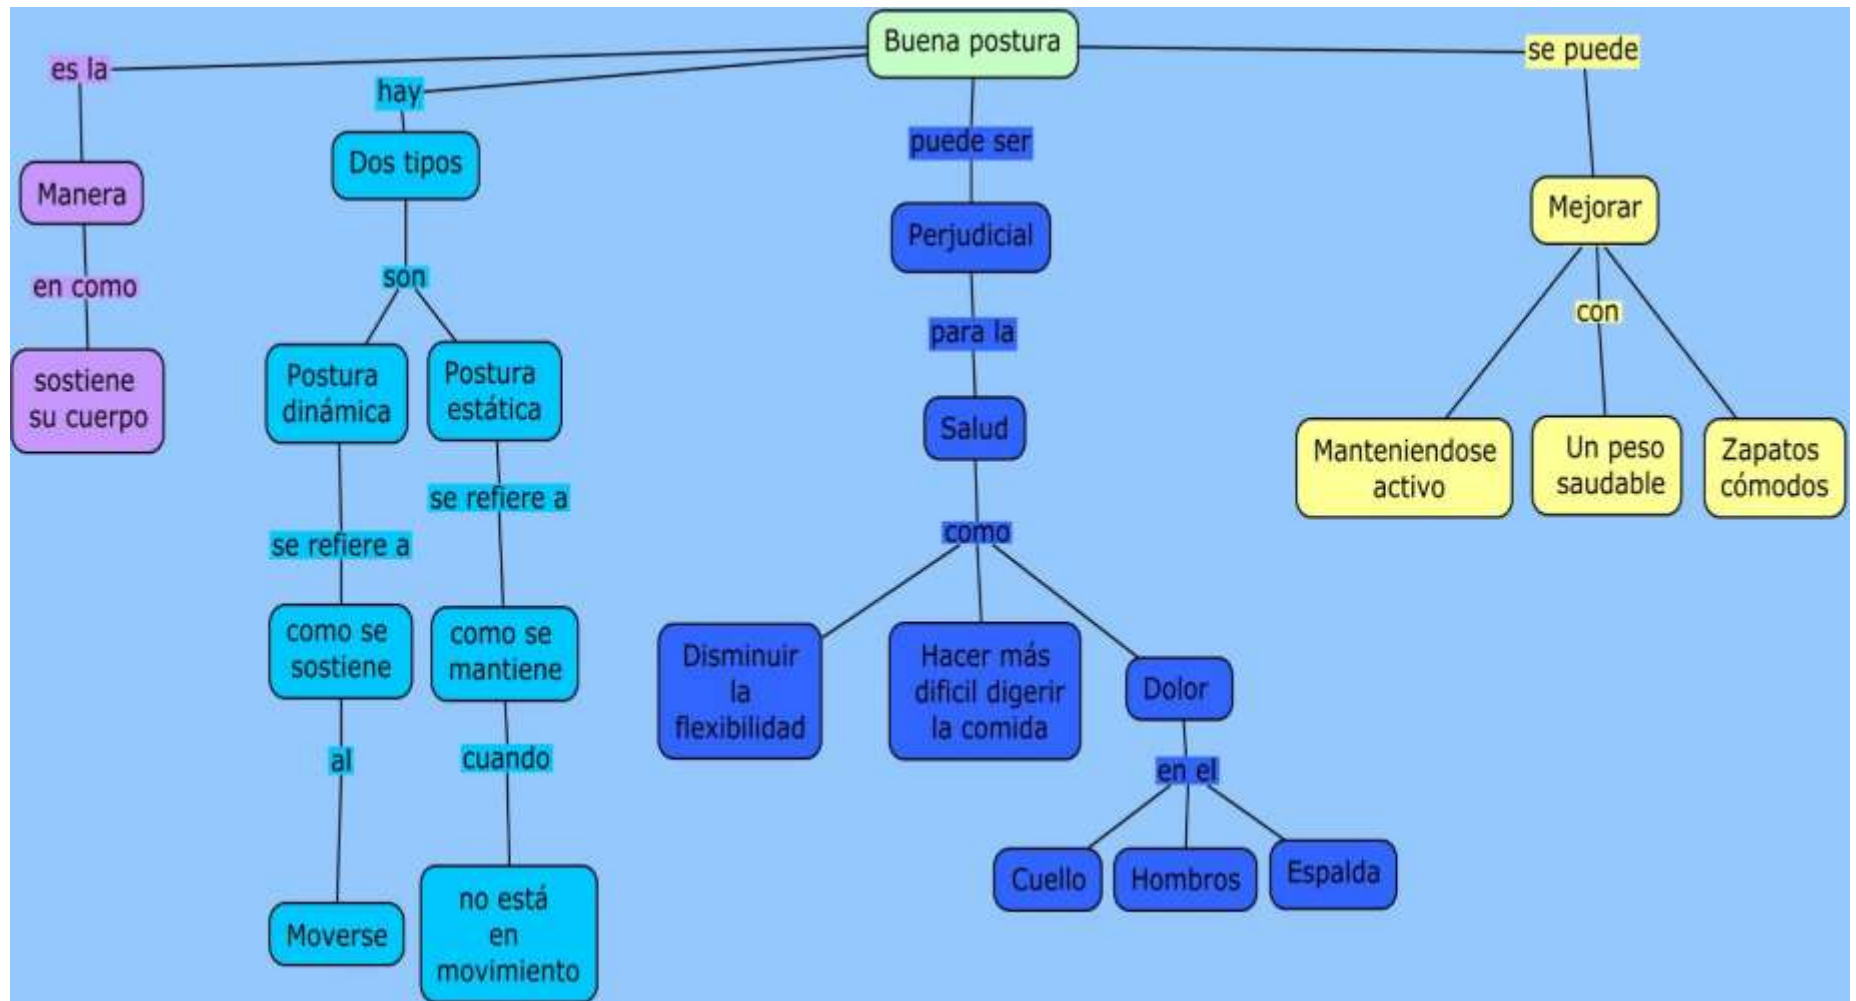 Buena postura
es la
Manera
en como
sostiene
su cuerpo
hay
Dos tipos
son
Postura
dinámica
se refiere a
como se
sostiene
al
Moverse
Postura
estática
se refiere a
como se
mantiene
cuando
no está
en
movimiento
puede ser
Perjudicial
para la
Salud
como
Disminuir
la
flexibilidad
Hacer más
dificil digerir
la comida
Dolor
en el
Cuello
Hombros
Espalda
se puede
Mejorar
con
Manteniendose
activo
Un peso
saudable
Zapatos
cómodos